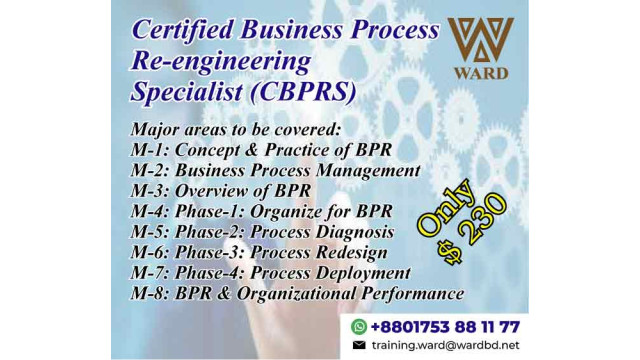 Certified Business Process
Re-engineering
Specialist (CBPRS)
WARD
Major areas to be covered:
M-1: Concept & Practice of BPR
M-2: Business Process Management
M-3: Overview of BPR
M-4: Phase-1: Organize for BPR
M-5: Phase-2: Process Diagnosis
M-6: Phase-3: Process Redesign
M-7: Phase-4: Process Deployment
M-8: BPR & Organizational Performance
Only
$ 230
+8801753 88 11 77
training.ward@wardbd.net